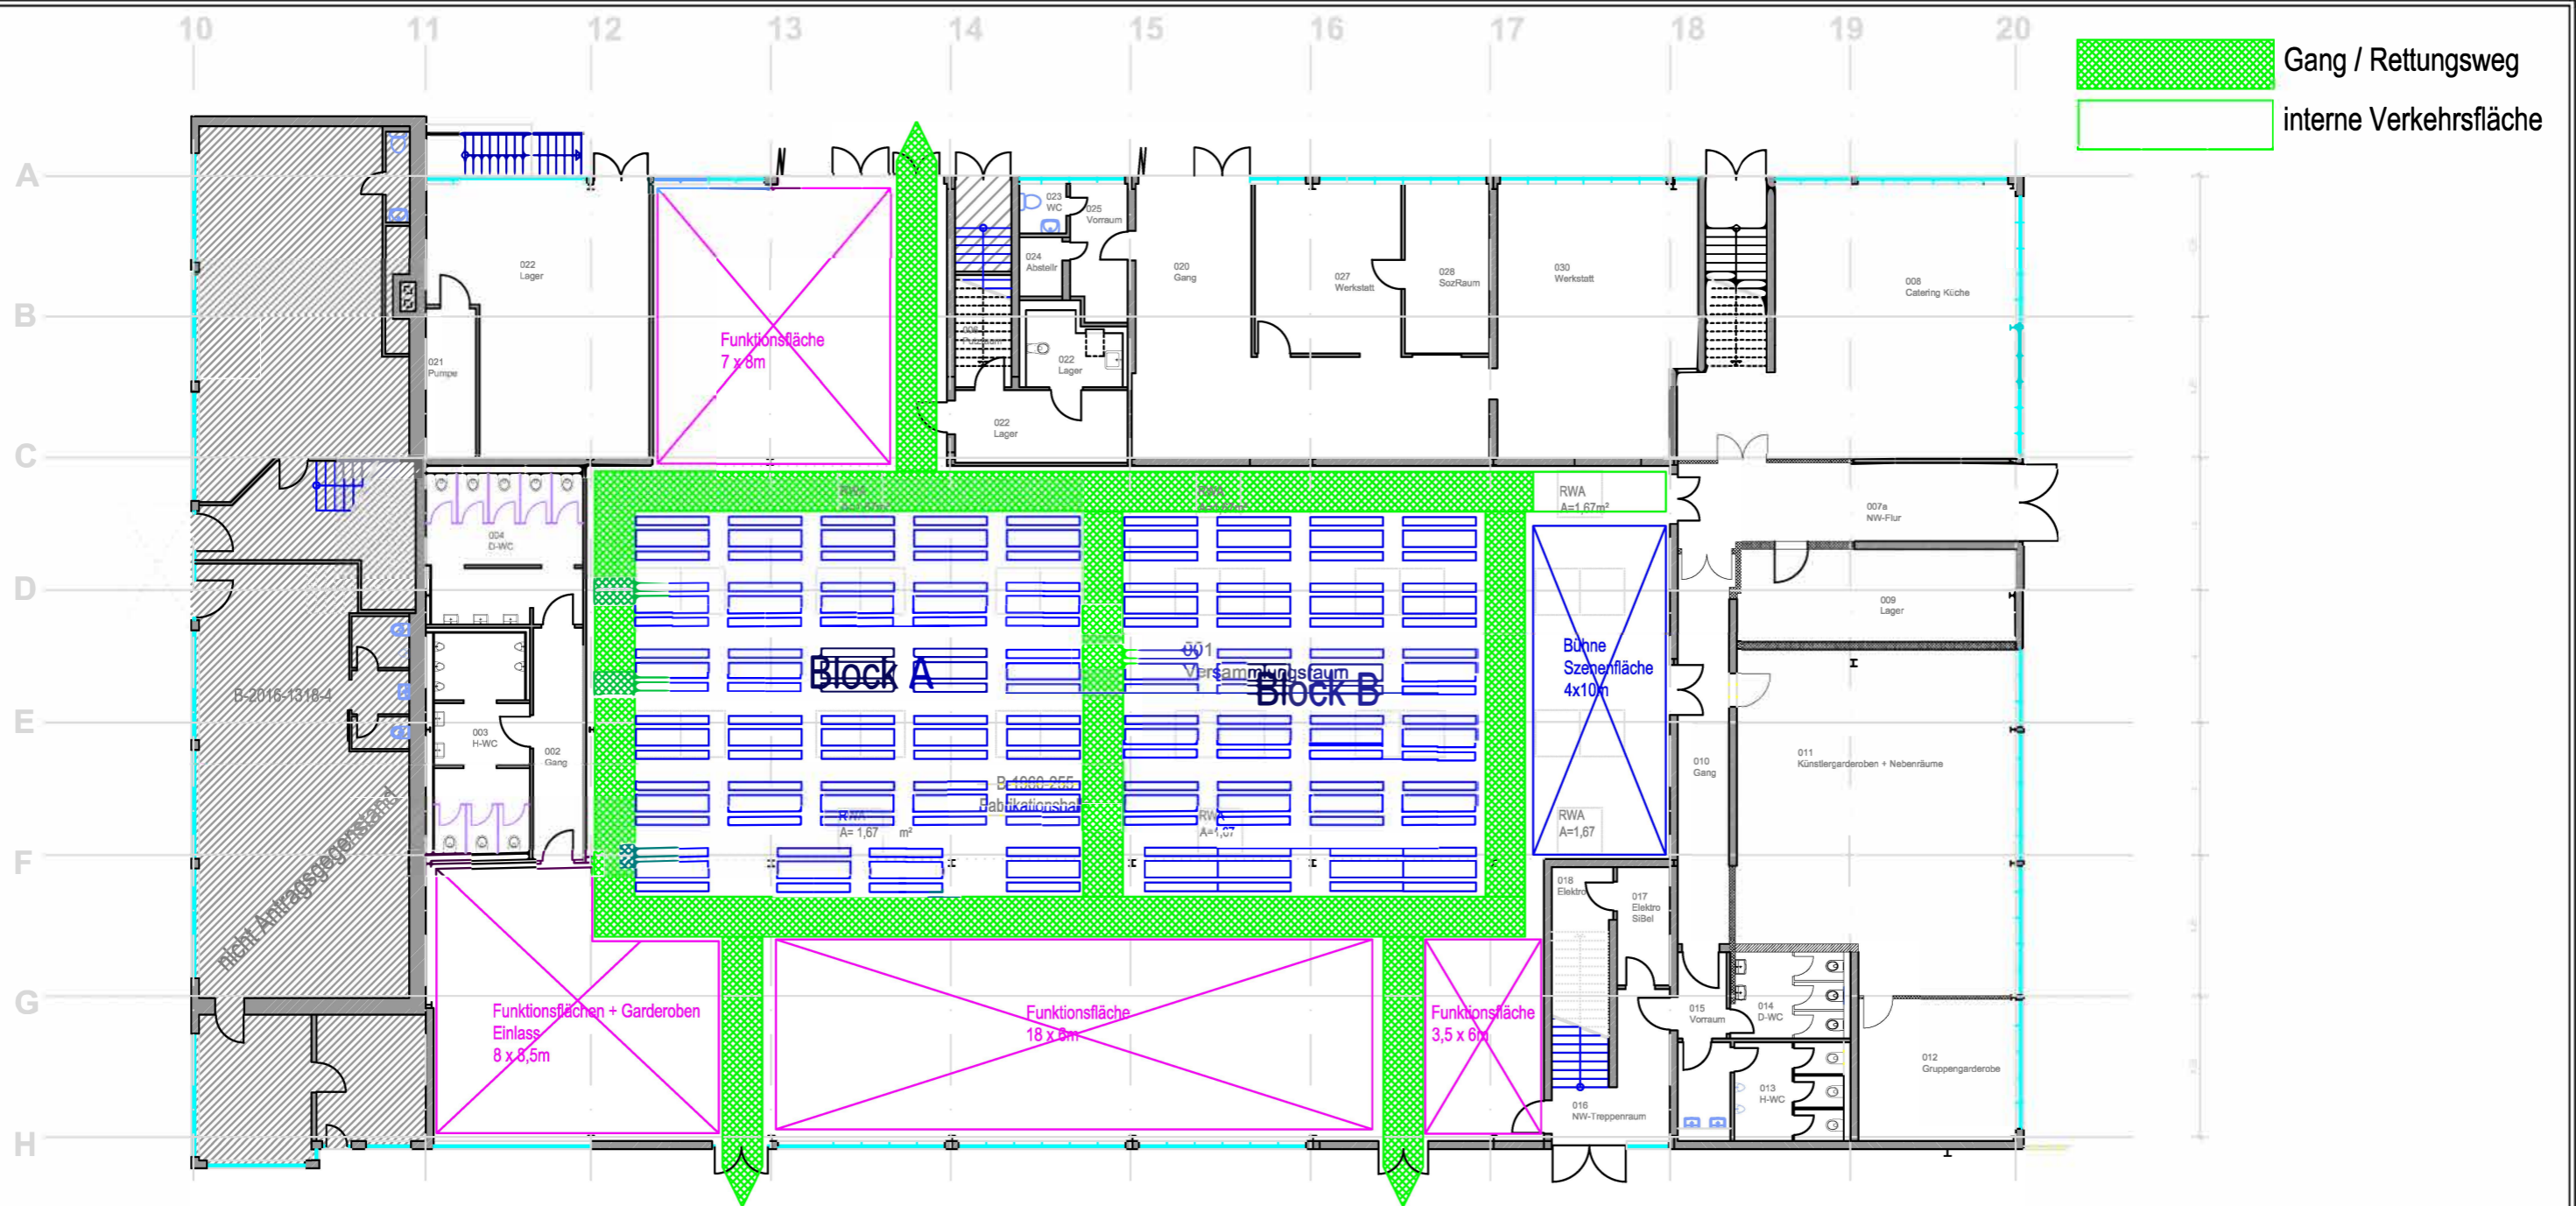 10 11 12 13 14 15 16 17 18 19 20
Gang / Rettungsweg
interne Verkehrsfläche
A
B
C
D
E
F
G
H
022
Lager
021
Pumpe
Funktionsfläche
7 x 8m
023
WC
025
Vorraum
024
Abstellr
022
Lager
022
Lager
020
Gang
027
Werkstatt
028
SozRaum
030
Werkstatt
008
Catering Küche
RWA
RWA
RWA
A=1,67m²
007a
NW-Flur
004
D-WC
009
Lager
001
Versammlungsraum
Block A
Block B
Bühne
Szenenfläche
4x10m
B-2016-1318-4
nicht Antragsgegenstand
003
H-WC
002
Gang
010
Gang
011
Künstlergarderoben + Nebenräume
B-1960-255
Fabrikationshal
RWA
A= 1,67 m²
RWA
A=1,67
RWA
A=1,67
018
Elektro
017
Elektro
SiBel
Funktionsflächen + Garderoben
Einlass
8 x 8,5m
Funktionsfläche
18 x 6m
Funktionsfläche
3,5 x 6m
015
Vorraum
014
D-WC
016
NW-Treppenraum
013
H-WC
012
Gruppengarderobe